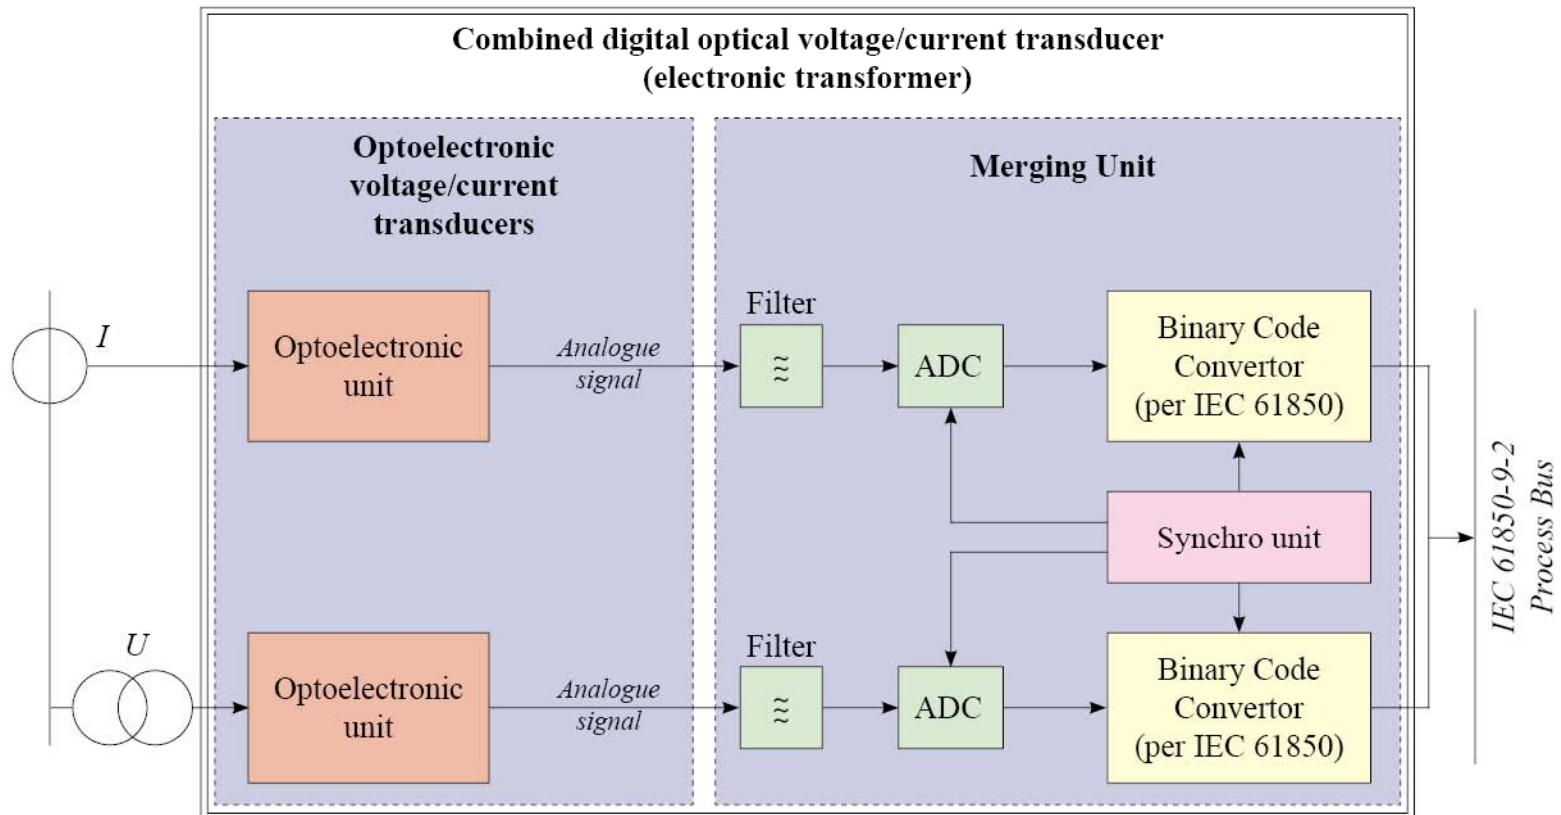 Combined digital optical voltage/current transducer
(electronic transformer)
Optoelectronic
voltage/current
transducers
Merging Unit
I
Optoelectronic
unit
Analogue
signal
Filter
ADC
Binary Code
Convertor
(per IEC 61850)
Synchro unit
IEC 61850-9-2
Process Bus
U
Optoelectronic
unit
Analogue
signal
Filter
ADC
Binary Code
Convertor
(per IEC 61850)